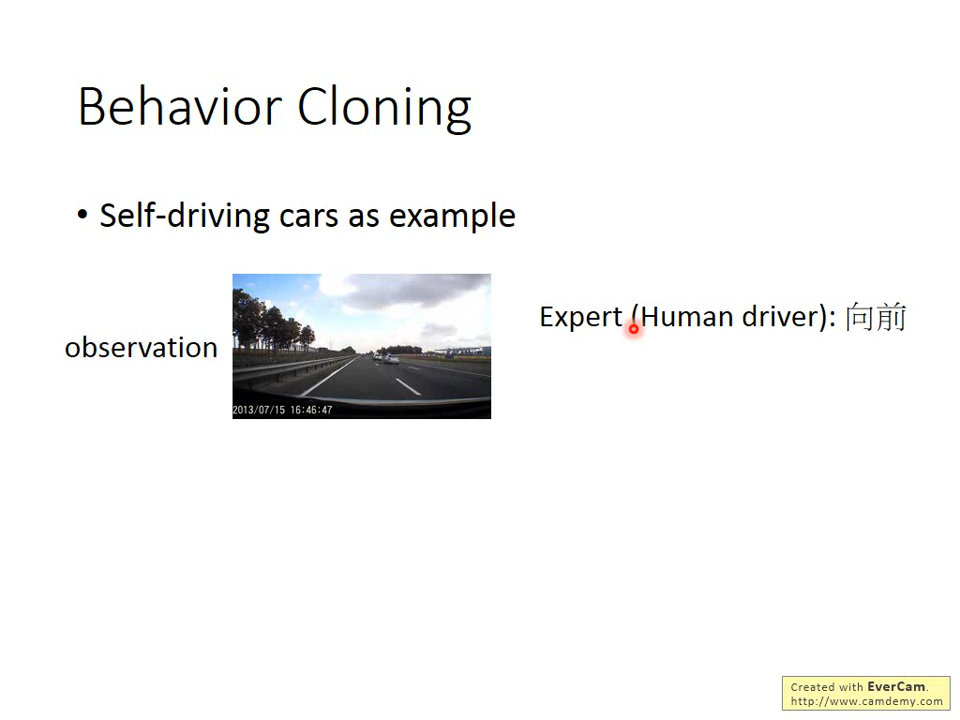 Behavior Cloning
• Self-driving cars as example
Expert (Human driver): 向前
observation
2013/07/15 16:46:47
Created with EverCam.
http://www.camdemy.com